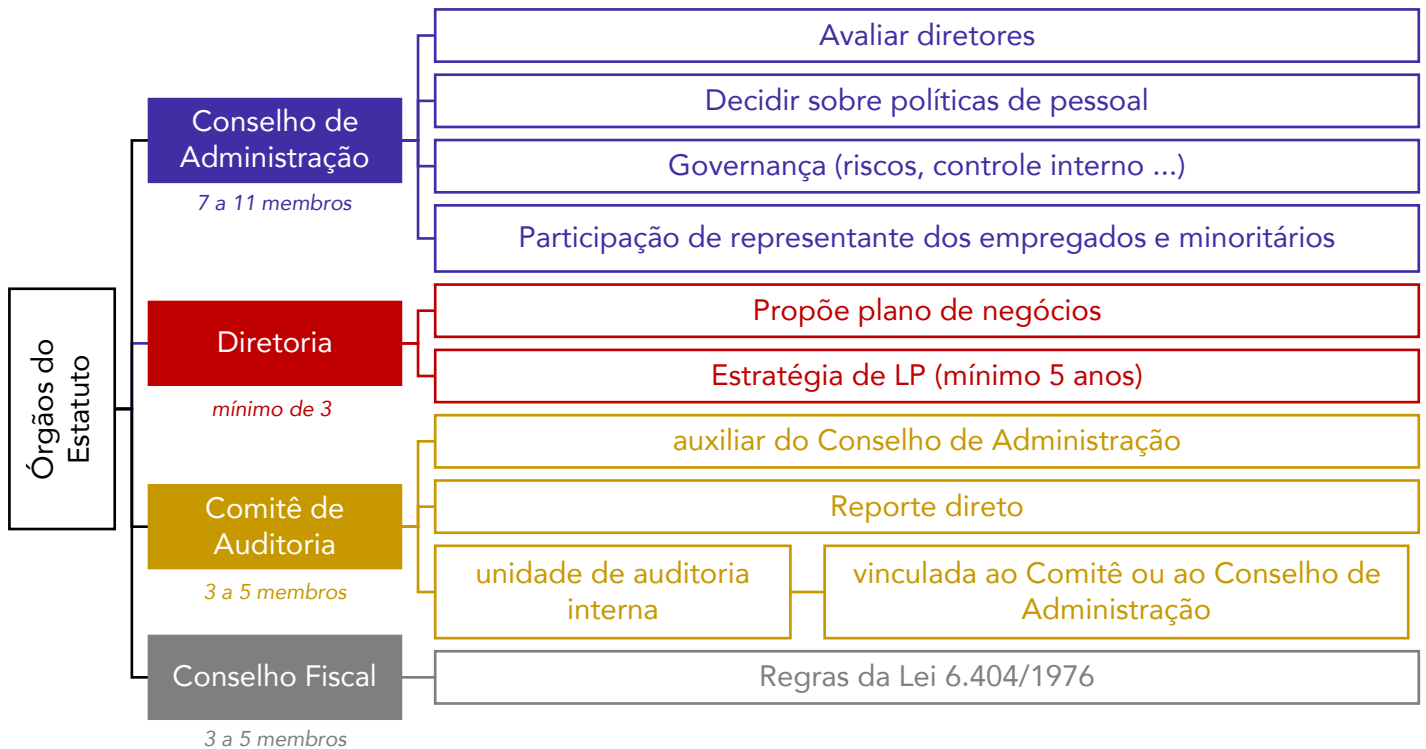 Órgãos do
Estatuto
Conselho de
Administração
7 a 11 membros
Avaliar diretores
Decidir sobre políticas de pessoal
Governança (riscos, controle interno ...)
Participação de representante dos empregados e minoritários
Diretoria
mínimo de 3
Propõe plano de negócios
Estratégia de LP (mínimo 5 anos)
Comitê de
Auditoria
3 a 5 membros
auxiliar do Conselho de Administração
Reporte direto
unidade de auditoria
interna
vinculada ao Comitê ou ao Conselho de
Administração
Conselho Fiscal
3 a 5 membros
Regras da Lei 6.404/1976